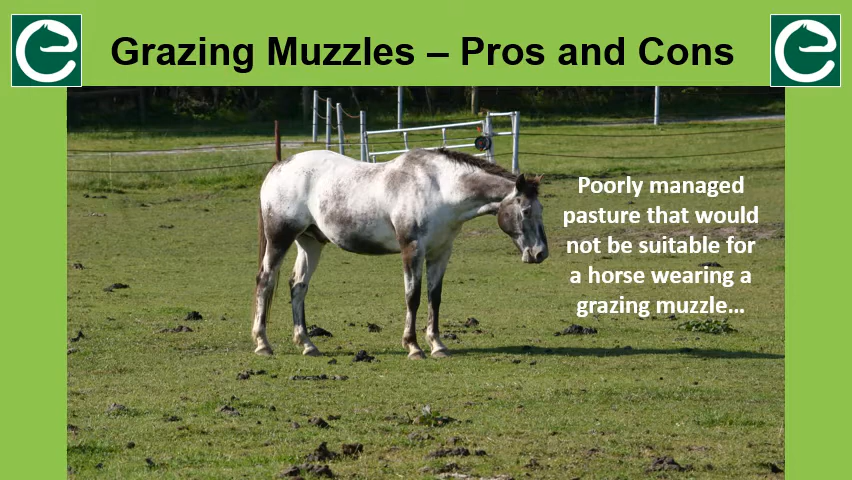 Grazing Muzzles – Pros and Cons
Poorly managed
pasture that would
not be suitable for
a horse wearing a
grazing muzzle…